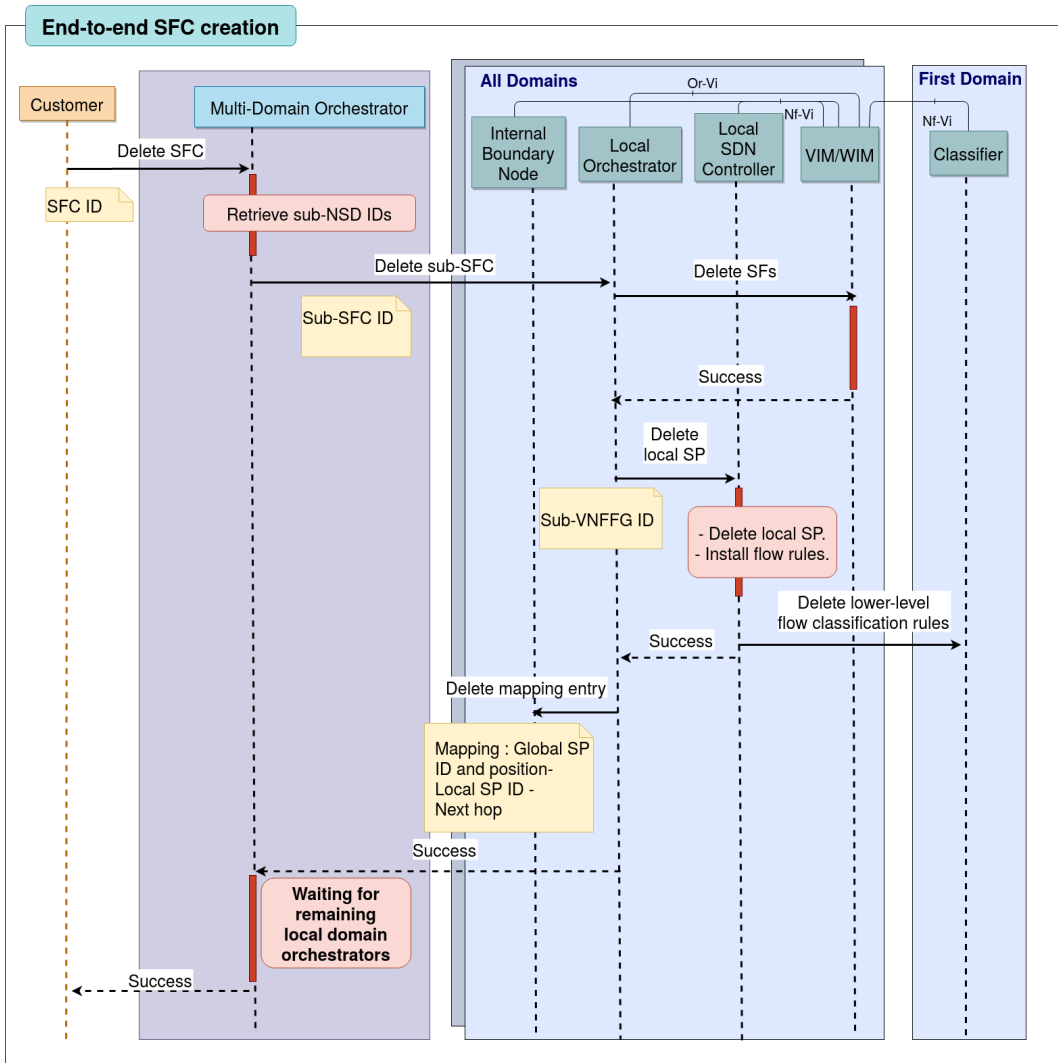 End-to-end SFC creation
All Domains
First Domain
Or-Vi
Nf-Vi
Nf-Vi
Customer
Multi-Domain Orchestrator
Internal
Boundary
Node
Local
Orchestrator
Local
SDN
Controller
VIM/WIM
Classifier
Delete SFC
SFC ID
Retrieve sub-NSD IDs
Delete sub-SFC
Delete SFs
Sub-SFC ID
Success
Delete
local SP
Sub-VNFFG ID
- Delete local SP.
- Install flow rules.
Delete lower-level
flow classification rules
Success
Delete mapping entry
Mapping : Global SP
ID and position-
Local SP ID -
Next hop
Success
Waiting for
remaining
local domain
orchestrators
Success